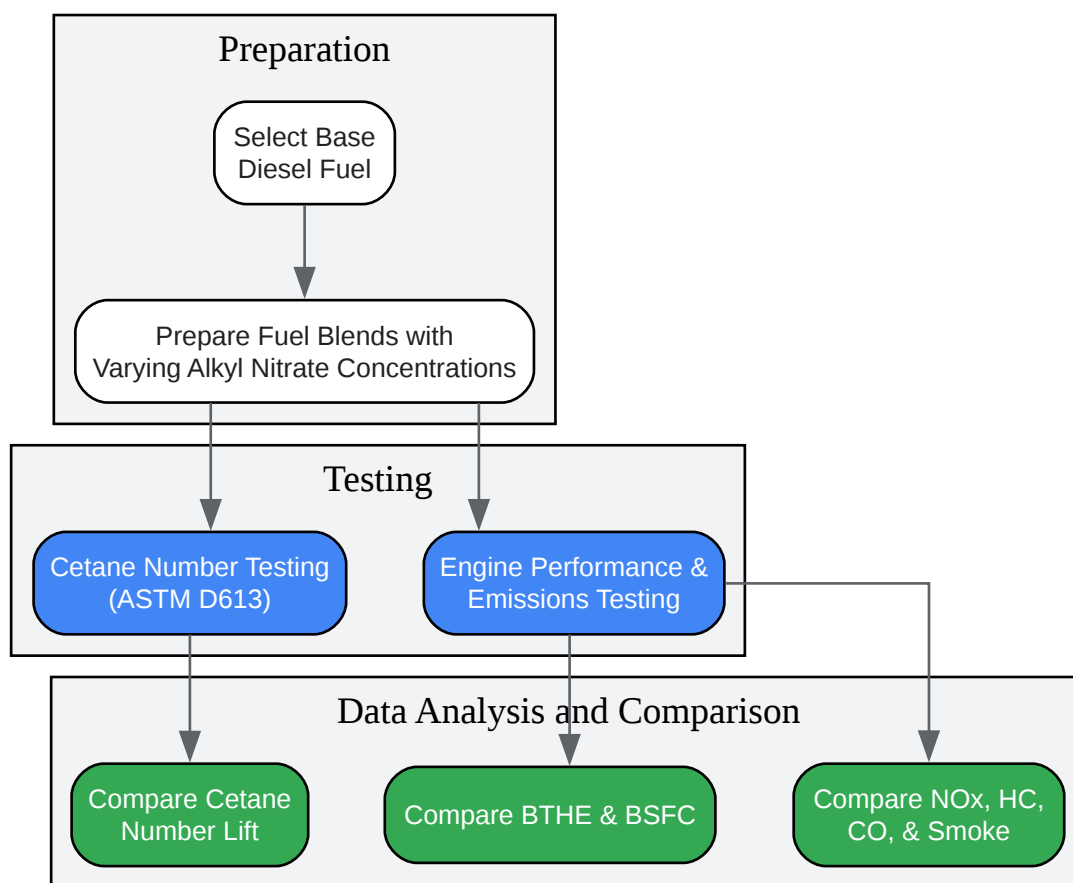 Preparation
Select Base
Diesel Fuel
Prepare Fuel Blends with
Varying Alkyl Nitrate Concentrations
Testing
Cetane Number Testing
(ASTM D613)
Engine Performance &
Emissions Testing
Data Analysis and Comparison
Compare Cetane
Number Lift
Compare BTHE & BSFC
Compare NOx, HC,
CO, & Smoke